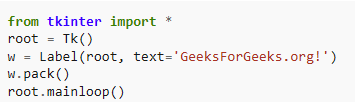 from tkinter import *
root = Tk()
w = Label(root, text='GeeksForGeeks.org!')
w.pack()
root.mainloop()